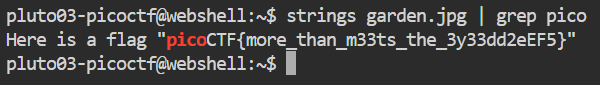 pluto03-picoctf@webshell:~$ strings garden.jpg | grep pico
Here is a flag "picoCTF{more_than_m33ts_the_3y33dd2eEF5}"
pluto03-picoctf@webshell:~$